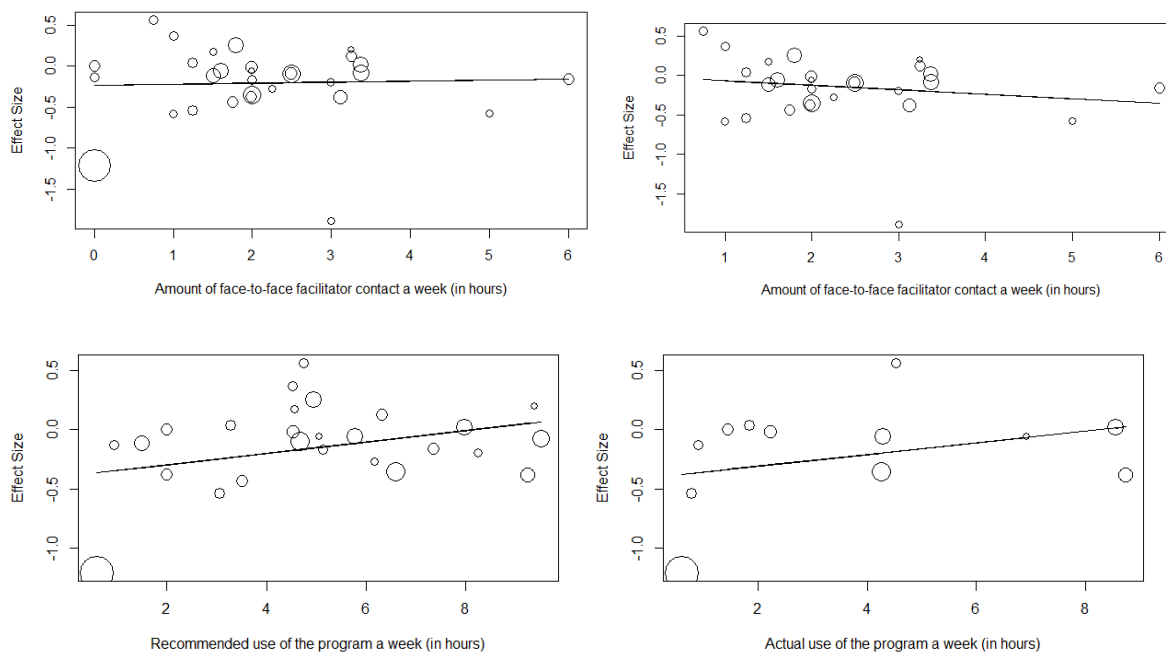 0.5
0.0
-0.5
-1.0
-1.5
Effect Size
0 1 2 3 4 5 6
Amount of face-to-face facilitator contact a week (in hours)
0.5
0.0
-0.5
-1.0
-1.5
Effect Size
1 2 3 4 5 6
Amount of face-to-face facilitator contact a week (in hours)
0.5
0.0
-0.5
-1.0
Effect Size
2 4 6 8
Recommended use of the program a week (in hours)
0.5
0.0
-0.5
-1.0
Effect Size
2 4 6 8
Actual use of the program a week (in hours)